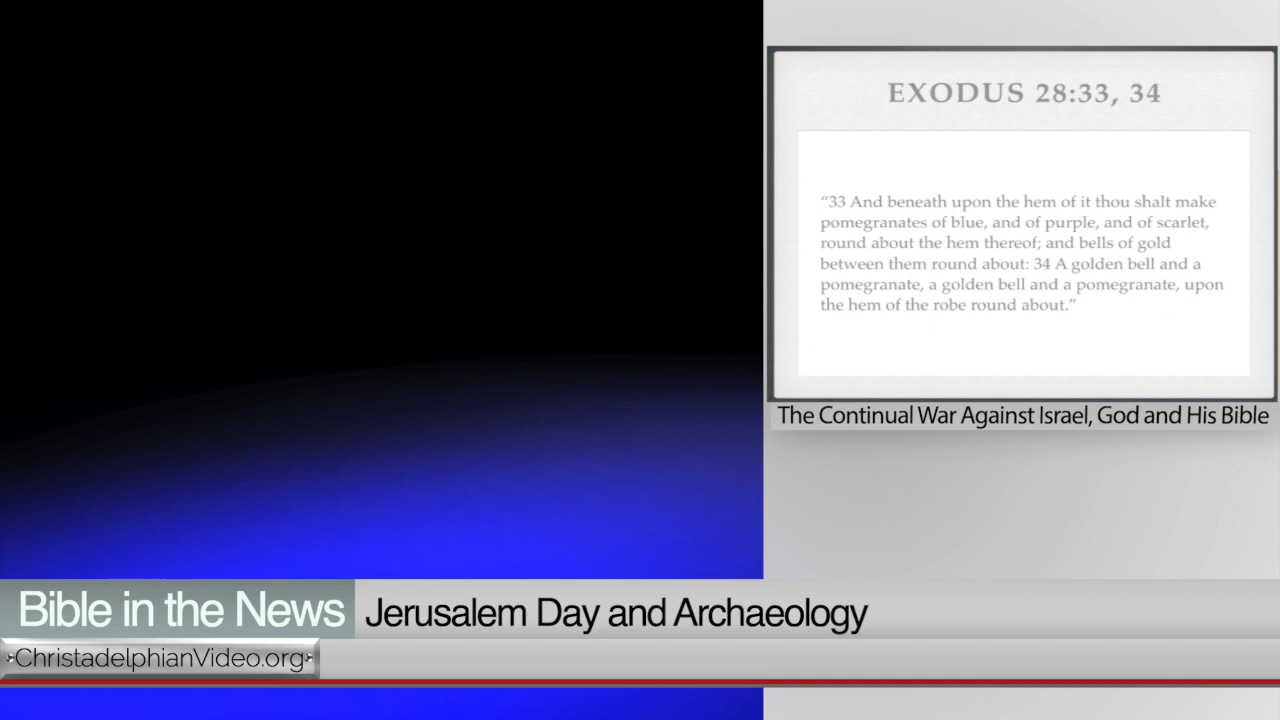 EXODUS 28:33, 34
“33 And beneath upon the hem of it thou shalt make
pomegranates of blue, and of purple, and of scarlet,
round about the hem thereof; and bells of gold
between them round about: 34 A golden bell and a
pomegranate, a golden bell and a pomegranate, upon
the hem of the robe round about.”
The Continual War Against Israel, God and His Bible
Bible in the News
Jerusalem Day and Archaeology
ChristadelphianVideo.org